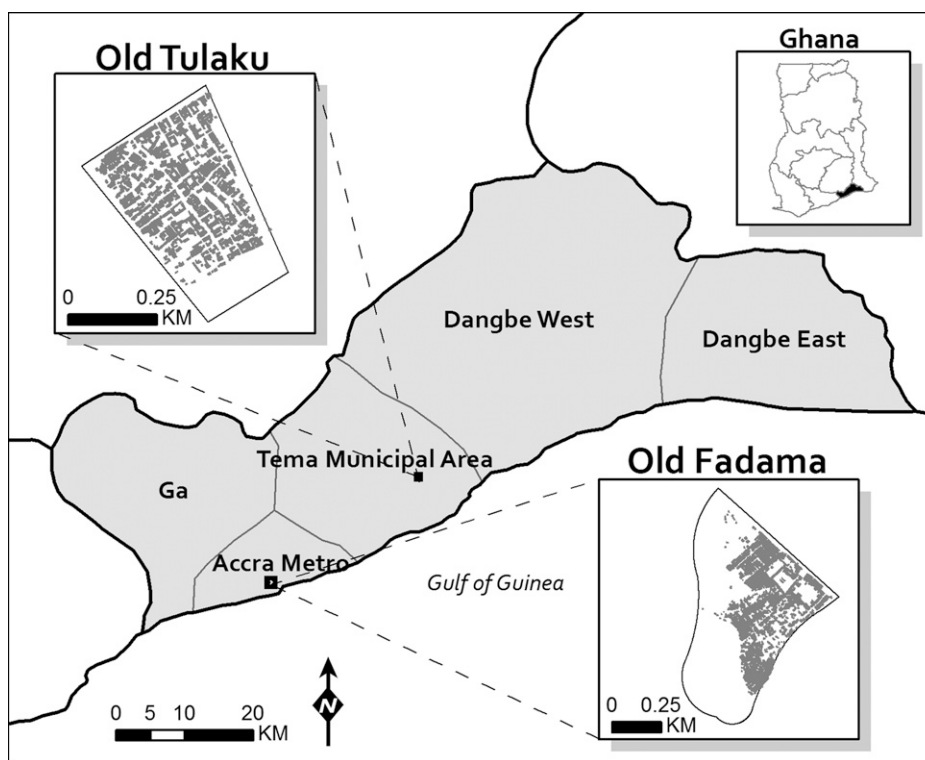 Old Tulaku
0 0.25
KM
Ghana
Dangbe West
Dangbe East
Tema Municipal Area
Ga
Accra Metro
Gulf of Guinea
Old Fadama
0 0.25
KM
N
0 5 10 20
KM